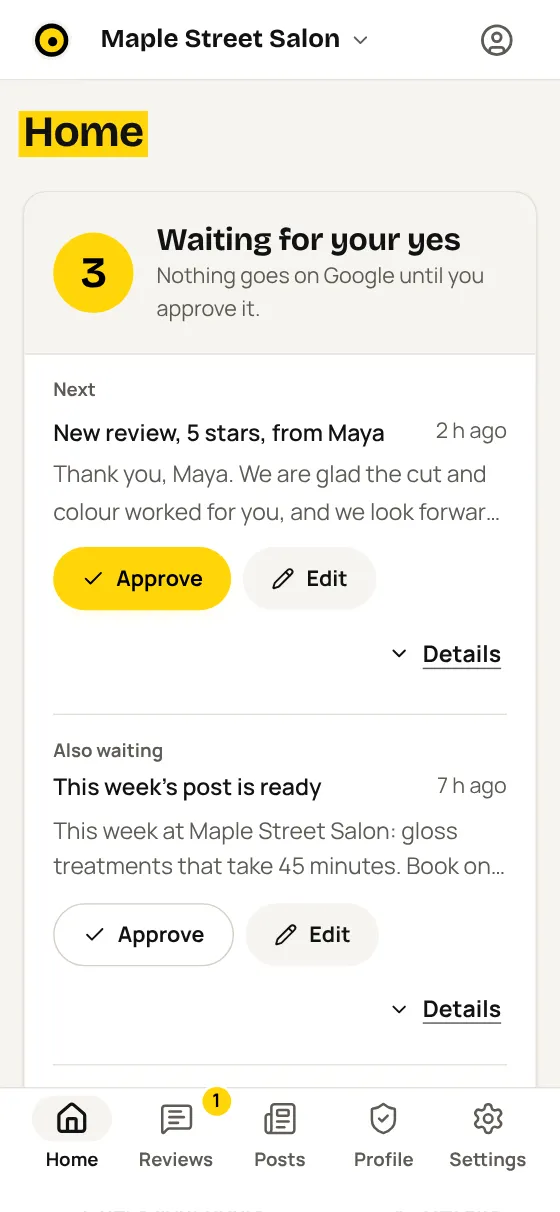 Maple Street Salon
Home
3
Waiting for your yes
Nothing goes on Google until you
approve it.
Next
New review, 5 stars, from Maya
2 h ago
Thank you, Maya. We are glad the cut and
colour worked for you, and we look forwar…
Approve
Edit
Details
Also waiting
This week’s post is ready
7 h ago
This week at Maple Street Salon: gloss
treatments that take 45 minutes. Book on…
Approve
Edit
Details
1
Home
Reviews
Posts
Profile
Settings